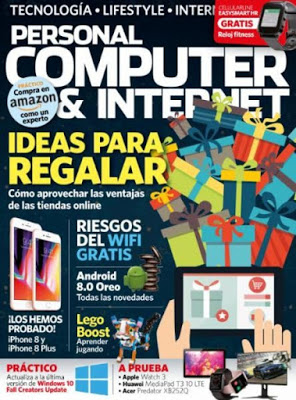 TECNOLOGÍA • LIFESTYLE • INTER
CELLULARLINE
EASYSMART HR
GRATIS
Reloj fitness
PERSONAL
COMPUTER
& INTERNET
PRÁCTICO
Compra en
amazon
como un
experto
IDEAS PARA
REGALAR
Cómo aprovechar las ventajas
de las tiendas online
RIESGOS
DEL WIFI
GRATIS
Android
8.0 Oreo
Todas las novedades
¡LOS HEMOS
PROBADO!
iPhone 8 y
iPhone 8 Plus
Lego
Boost
Aprender
jugando
PRÁCTICO
Actualiza a la última
versión de Windows 10
Fall Creators Update
A PRUEBA
• Apple Watch 3
• Huawei MediaPad T3 10 LTE
• Acer Predator XB252Q